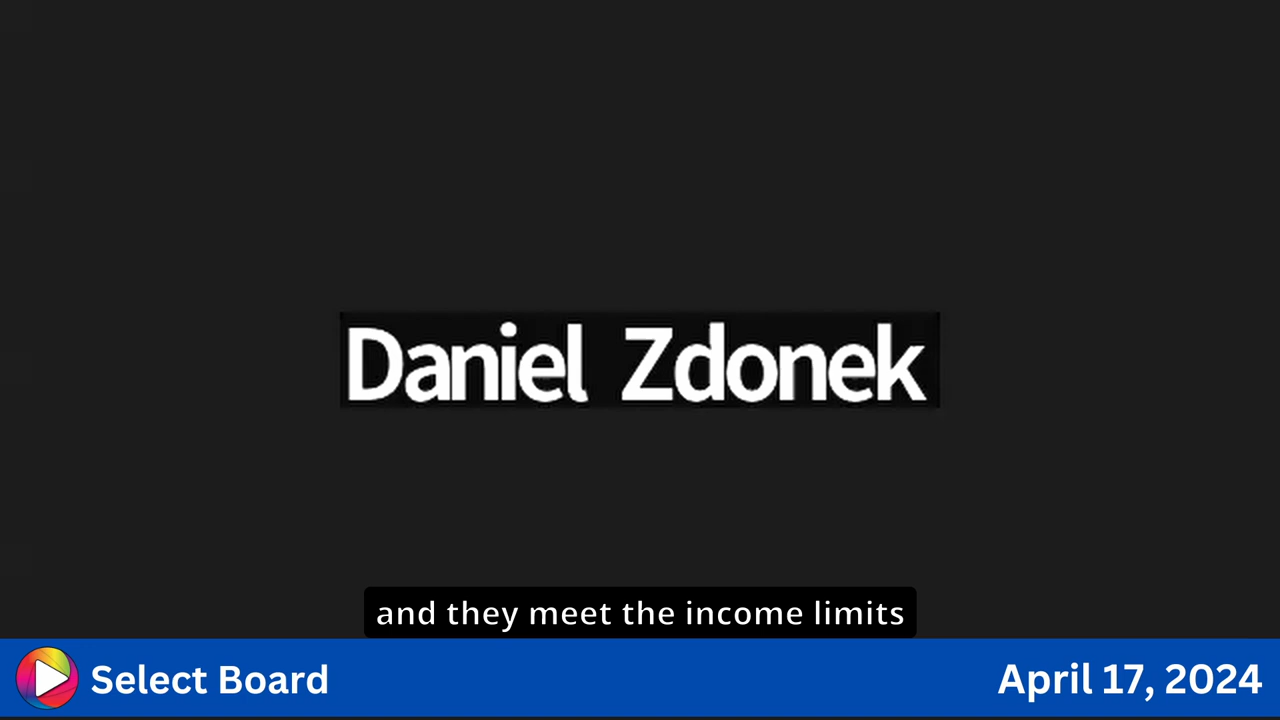 Daniel Zdonek
and they meet the income limits
Select Board
April 17, 2024